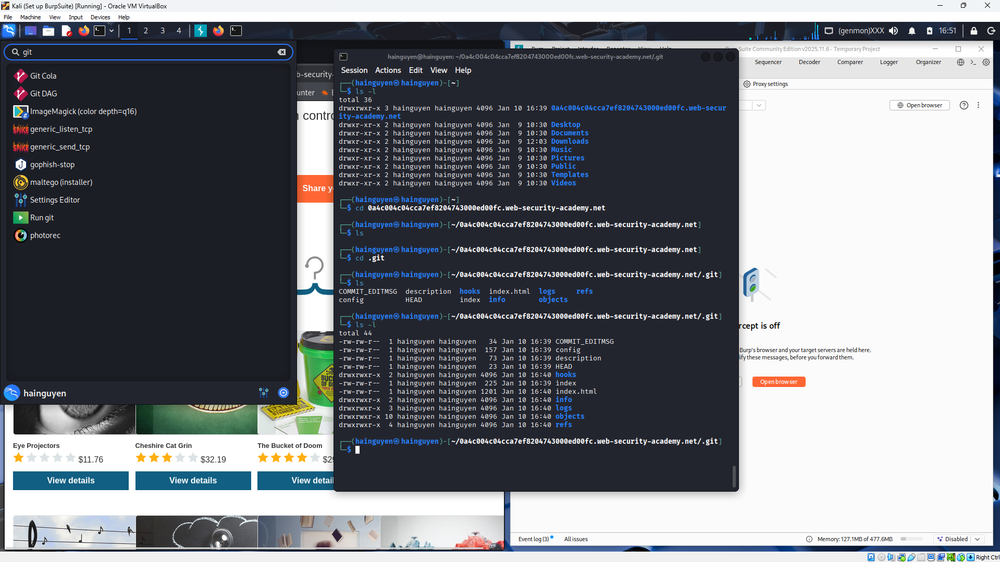 Kali (Set up BurpSuite) [Running] - Oracle VM VirtualBox
File Machine View Input Devices Help
1 2 3 4 (genmon)XXX 16:51
git
Git Cola
Git DAG
ImageMagick (color depth=q16)
generic_listen_tcp
generic_send_tcp
gophish-stop
maltego (installer)
Settings Editor
Run git
photorec
hainguyen
b-security-
unter
Share yo
Eye Projectors
$11.76
View details
Cheshire Cat Grin
$32.19
View details
The Bucket of Doom
$29
View detail
hainguyen@hainguyen: ~/0a4c004c04cca7ef8204743000ed00fc.web-security-academy.net/.git
Session Actions Edit View Help
(hainguyen㉿hainguyen)-[~]
$ ls -l
total 36
drwxrwxr-x 3 hainguyen hainguyen 4096 Jan 10 16:39 0a4c004c04cca7ef8204743000ed00fc.web-secur
ity-academy.net
drwxr-xr-x 2 hainguyen hainguyen 4096 Jan  9 10:30 Desktop
drwxr-xr-x 2 hainguyen hainguyen 4096 Jan  9 10:30 Documents
drwxr-xr-x 2 hainguyen hainguyen 4096 Jan  9 12:03 Downloads
drwxr-xr-x 2 hainguyen hainguyen 4096 Jan  9 10:30 Music
drwxr-xr-x 2 hainguyen hainguyen 4096 Jan  9 10:30 Pictures
drwxr-xr-x 2 hainguyen hainguyen 4096 Jan  9 10:30 Public
drwxr-xr-x 2 hainguyen hainguyen 4096 Jan  9 10:30 Templates
drwxr-xr-x 2 hainguyen hainguyen 4096 Jan  9 10:30 Videos
(hainguyen㉿hainguyen)-[~]
$ cd 0a4c004c04cca7ef8204743000ed00fc.web-security-academy.net
(hainguyen㉿hainguyen)-[~/0a4c004c04cca7ef8204743000ed00fc.web-security-academy.net]
$ ls
(hainguyen㉿hainguyen)-[~/0a4c004c04cca7ef8204743000ed00fc.web-security-academy.net]
$ cd .git
(hainguyen㉿hainguyen)-[~/0a4c004c04cca7ef8204743000ed00fc.web-security-academy.net/.git]
$ ls
COMMIT_EDITMSG description hooks index.html logs refs
config HEAD index info objects
(hainguyen㉿hainguyen)-[~/0a4c004c04cca7ef8204743000ed00fc.web-security-academy.net/.git]
$ ls -l
total 44
-rw-rw-r-- 1 hainguyen hainguyen 34 Jan 10 16:39 COMMIT_EDITMSG
-rw-rw-r-- 1 hainguyen hainguyen 157 Jan 10 16:39 config
-rw-rw-r-- 1 hainguyen hainguyen 73 Jan 10 16:39 description
-rw-rw-r-- 1 hainguyen hainguyen 23 Jan 10 16:39 HEAD
drwxrwxr-x 2 hainguyen hainguyen 4096 Jan 10 16:40 hooks
-rw-rw-r-- 1 hainguyen hainguyen 225 Jan 10 16:39 index
-rw-rw-r-- 1 hainguyen hainguyen 1201 Jan 10 16:40 index.html
drwxrwxr-x 2 hainguyen hainguyen 4096 Jan 10 16:40 info
drwxrwxr-x 3 hainguyen hainguyen 4096 Jan 10 16:40 logs
drwxrwxr-x 10 hainguyen hainguyen 4096 Jan 10 16:40 objects
drwxrwxr-x 4 hainguyen hainguyen 4096 Jan 10 16:40 refs
(hainguyen㉿hainguyen)-[~/0a4c004c04cca7ef8204743000ed00fc.web-security-academy.net/.git]
$
Suite Community Edition v2025.11.6 - Temporary Project
Sequencer Decoder Comparer Logger Organizer
Proxy settings
Open browser
rcept is off
Burp's browser and your target servers are held here.
ify these messages, before you forward them.
Open browser
Event log (3) All issues
Memory: 127.1MB of 477.6MB
Disabled
Right Ctrl